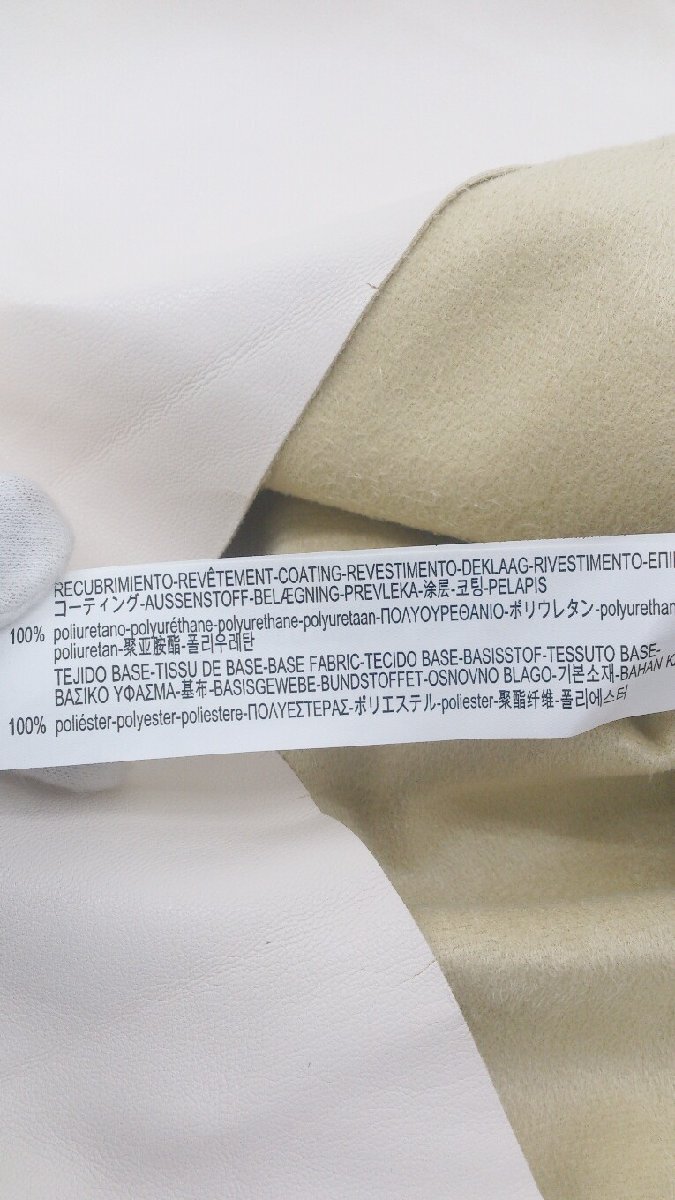 RECUBRIMIENTO-REVÊTEMENT-COATING-REVESTIMENTO-DEKLAAG-RIVESTIMENTO-ΕΠΙ
コーティング-AUSSENSTOFF-BELÆGNING-PREVLEKA-涂层-코팅-PELAPIS
100% poliuretano-polyuréthane-polyurethane-polyuretaan-ΠΟΛΥΟΥΡΕΘΑΝΙΟ-ポリウレタン-polyurethan
poliuretan-聚亚胺酯-폴리우레탄
TEJIDO BASE-TISSU DE BASE-BASE FABRIC-TECIDO BASE-BASISSTOF-TESSUTO BASE-
ΒΑΣΙΚΟ ΥΦΑΣΜΑ-基布-BASISGEWEBE-BUNDSTOFFET-OSNOVNO BLAGO-기본소재-BAHAN
100% poliéster-polyester-poliestere-ΠΟΛΥΕΣΤΕΡΑΣ-ポリエステル-poliester-聚酯纤维-폴리에스터